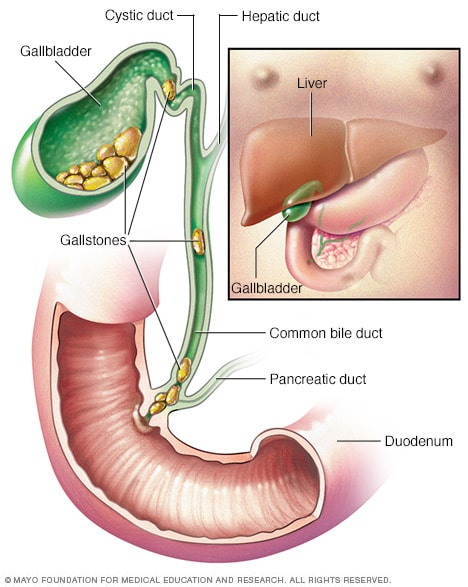 Cystic duct
Hepatic duct
Gallbladder
Liver
Gallstones
Gallbladder
Common bile duct
Pancreatic duct
Duodenum
© MAYO FOUNDATION FOR MEDICAL EDUCATION AND RESEARCH. ALL RIGHTS RESERVED.